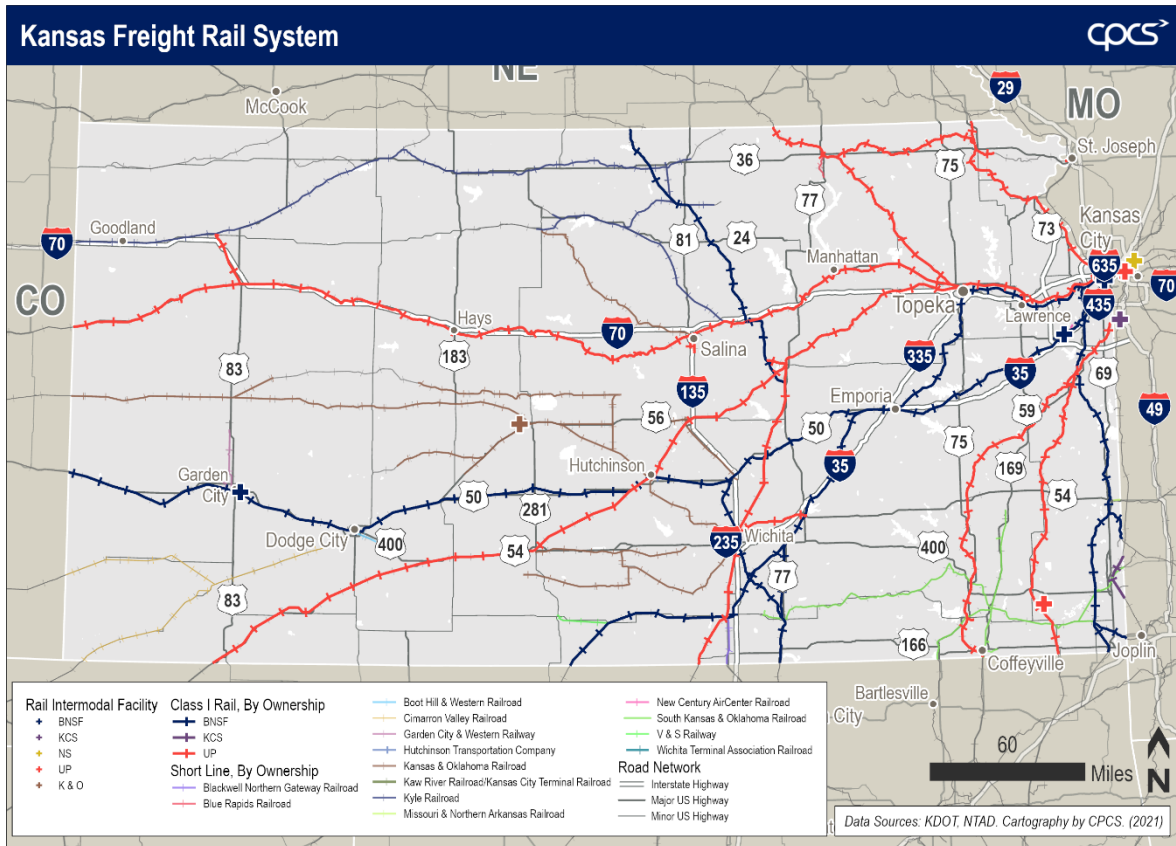 Kansas Freight Rail System
cpcs
NE
McCook
29
MO
St. Joseph
36
75
77
Kansas City
73
Goodland
70
81
24
Manhattan
635
70
CO
Topeka
435
Lawrence
Hays
70
Salina
183
335
83
135
35
69
Emporia
59
49
56
50
75
Hutchinson
169
35
Garden City
50
54
281
Dodge City
400
54
235
Wichita
400
77
83
166
Coffeyville
Joplin
Bartlesville
City
Rail Intermodal Facility
BNSF
KCS
NS
UP
K & O
Class I Rail, By Ownership
BNSF
KCS
UP
Short Line, By Ownership
Blackwell Northern Gateway Railroad
Blue Rapids Railroad
Boot Hill & Western Railroad
Cimarron Valley Railroad
Garden City & Western Railway
Hutchinson Transportation Company
Kansas & Oklahoma Railroad
Kaw River Railroad/Kansas City Terminal Railroad
Kyle Railroad
Missouri & Northern Arkansas Railroad
New Century AirCenter Railroad
South Kansas & Oklahoma Railroad
V & S Railway
Wichita Terminal Association Railroad
Road Network
Interstate Highway
Major US Highway
Minor US Highway
60
Miles
N
Data Sources: KDOT, NTAD. Cartography by CPCS. (2021)